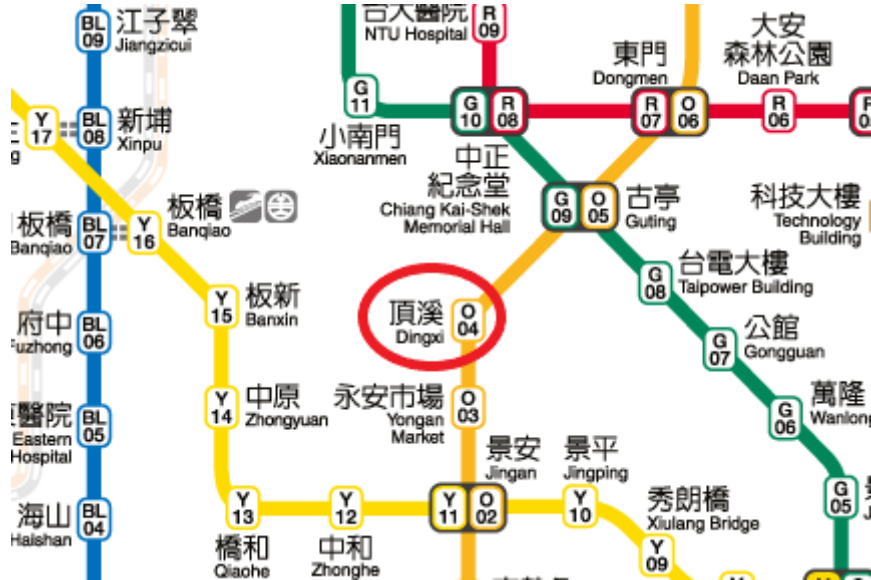 BL
09
江子翠
Jiangzicui
台大醫院
NTU Hospital
R
09
東門
Dongmen
大安
森林公園
Daan Park
Y
17
BL
08
新埔
Xinpu
G
11
小南門
Xiaonanmen
G
10
R
08
中正
紀念堂
Chiang Kai-Shek
Memorial Hall
R
07
O
06
R
06
板橋
Banqiao
BL
07
Y
16
板橋
Banqiao
G
09
O
05
古亭
Guting
科技大樓
Technology
Building
Y
15
板新
Banxin
頂溪
Dingxi
O
04
G
08
台電大樓
Taipower Building
府中
Fuzhong
BL
06
G
07
公館
Gongguan
Y
14
中原
Zhongyuan
永安市場
Yongan
Market
O
03
G
06
萬隆
Wanlong
醫院
Eastern
Hospital
BL
05
景安
Jingan
景平
Jingping
海山
Haishan
BL
04
Y
13
橋和
Qiaohe
Y
12
中和
Zhonghe
Y
11
O
02
Y
10
秀朗橋
Xiulang Bridge
Y
09
G
05